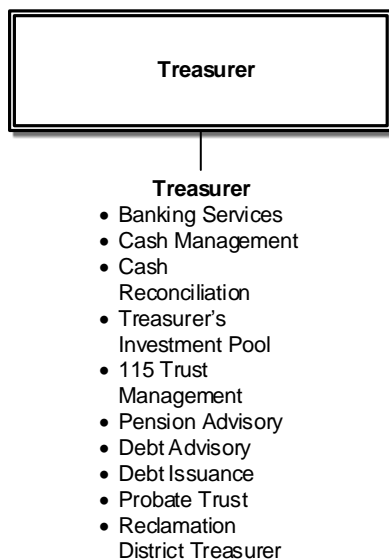 Treasurer
Treasurer
• Banking Services
• Cash Management
• Cash
Reconciliation
• Treasurer's
Investment Pool
• 115 Trust
Management
• Pension Advisory
• Debt Advisory
• Debt Issuance
• Probate Trust
• Reclamation
District Treasurer